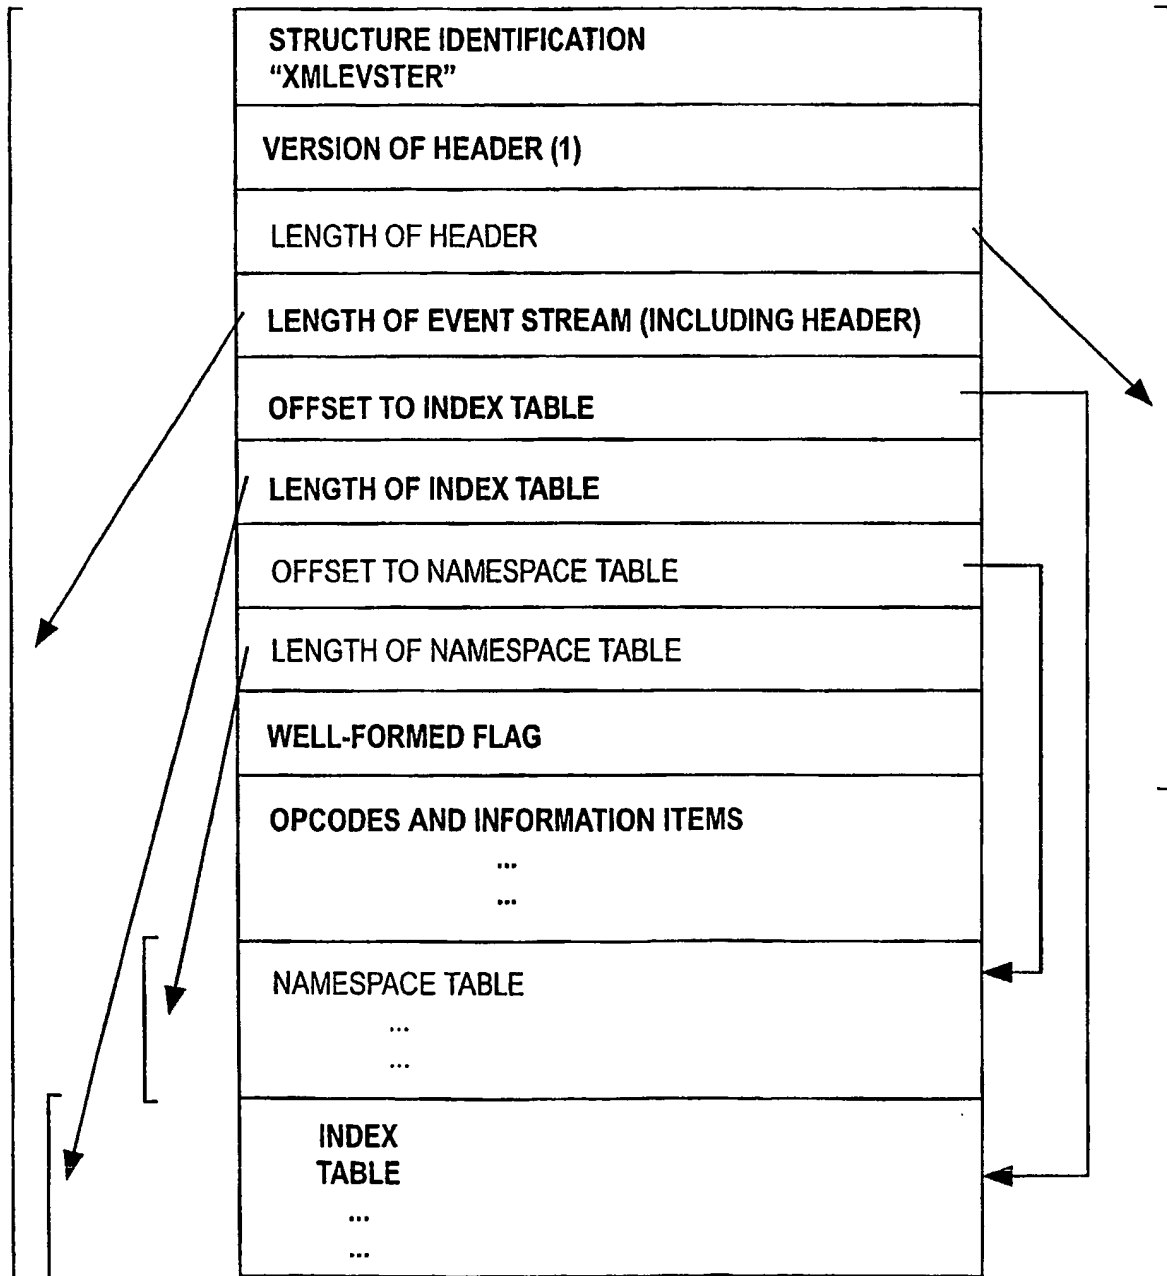 STRUCTURE IDENTIFICATION
“XMLEVSTER”
VERSION OF HEADER (1)
LENGTH OF HEADER
LENGTH OF EVENT STREAM (INCLUDING HEADER)
OFFSET TO INDEX TABLE
LENGTH OF INDEX TABLE
OFFSET TO NAMESPACE TABLE
LENGTH OF NAMESPACE TABLE
WELL-FORMED FLAG
OPCODES AND INFORMATION ITEMS
...
...
NAMESPACE TABLE
...
...
INDEX
TABLE
...
...